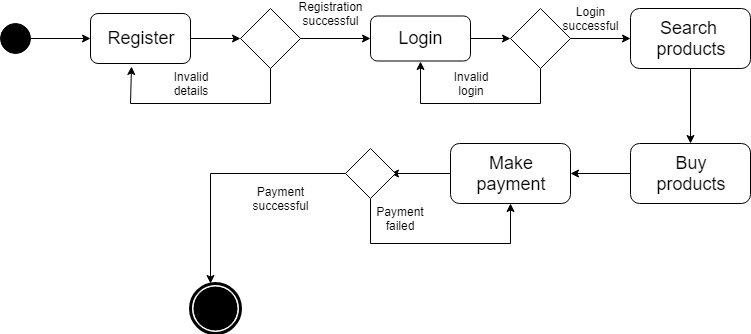 Register
Registration
successful
Invalid
details
Login
Invalid
login
Login
successful
Search
products
Buy
products
Make
payment
Payment
failed
Payment
successful